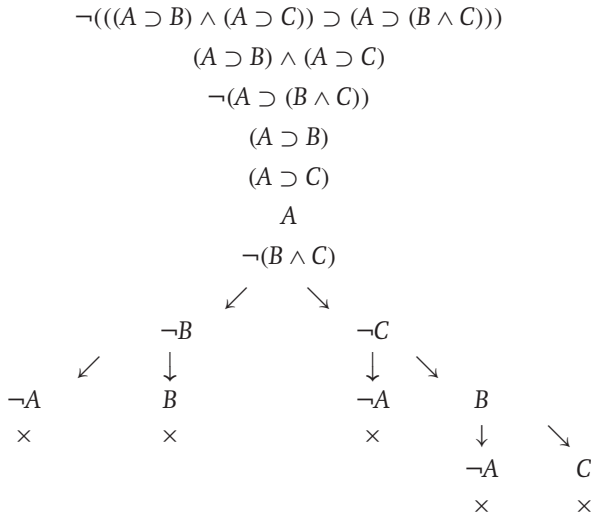 ¬(((A ⊃ B) ∧ (A ⊃ C)) ⊃ (A ⊃ (B ∧ C)))
(A ⊃ B) ∧ (A ⊃ C)
¬(A ⊃ (B ∧ C))
(A ⊃ B)
(A ⊃ C)
A
¬(B ∧ C)
↙ ↘
¬B ¬C
↙ ↓ ↓ ↘
¬A B ¬A B
× × × ↓ ↘
¬A C
× ×